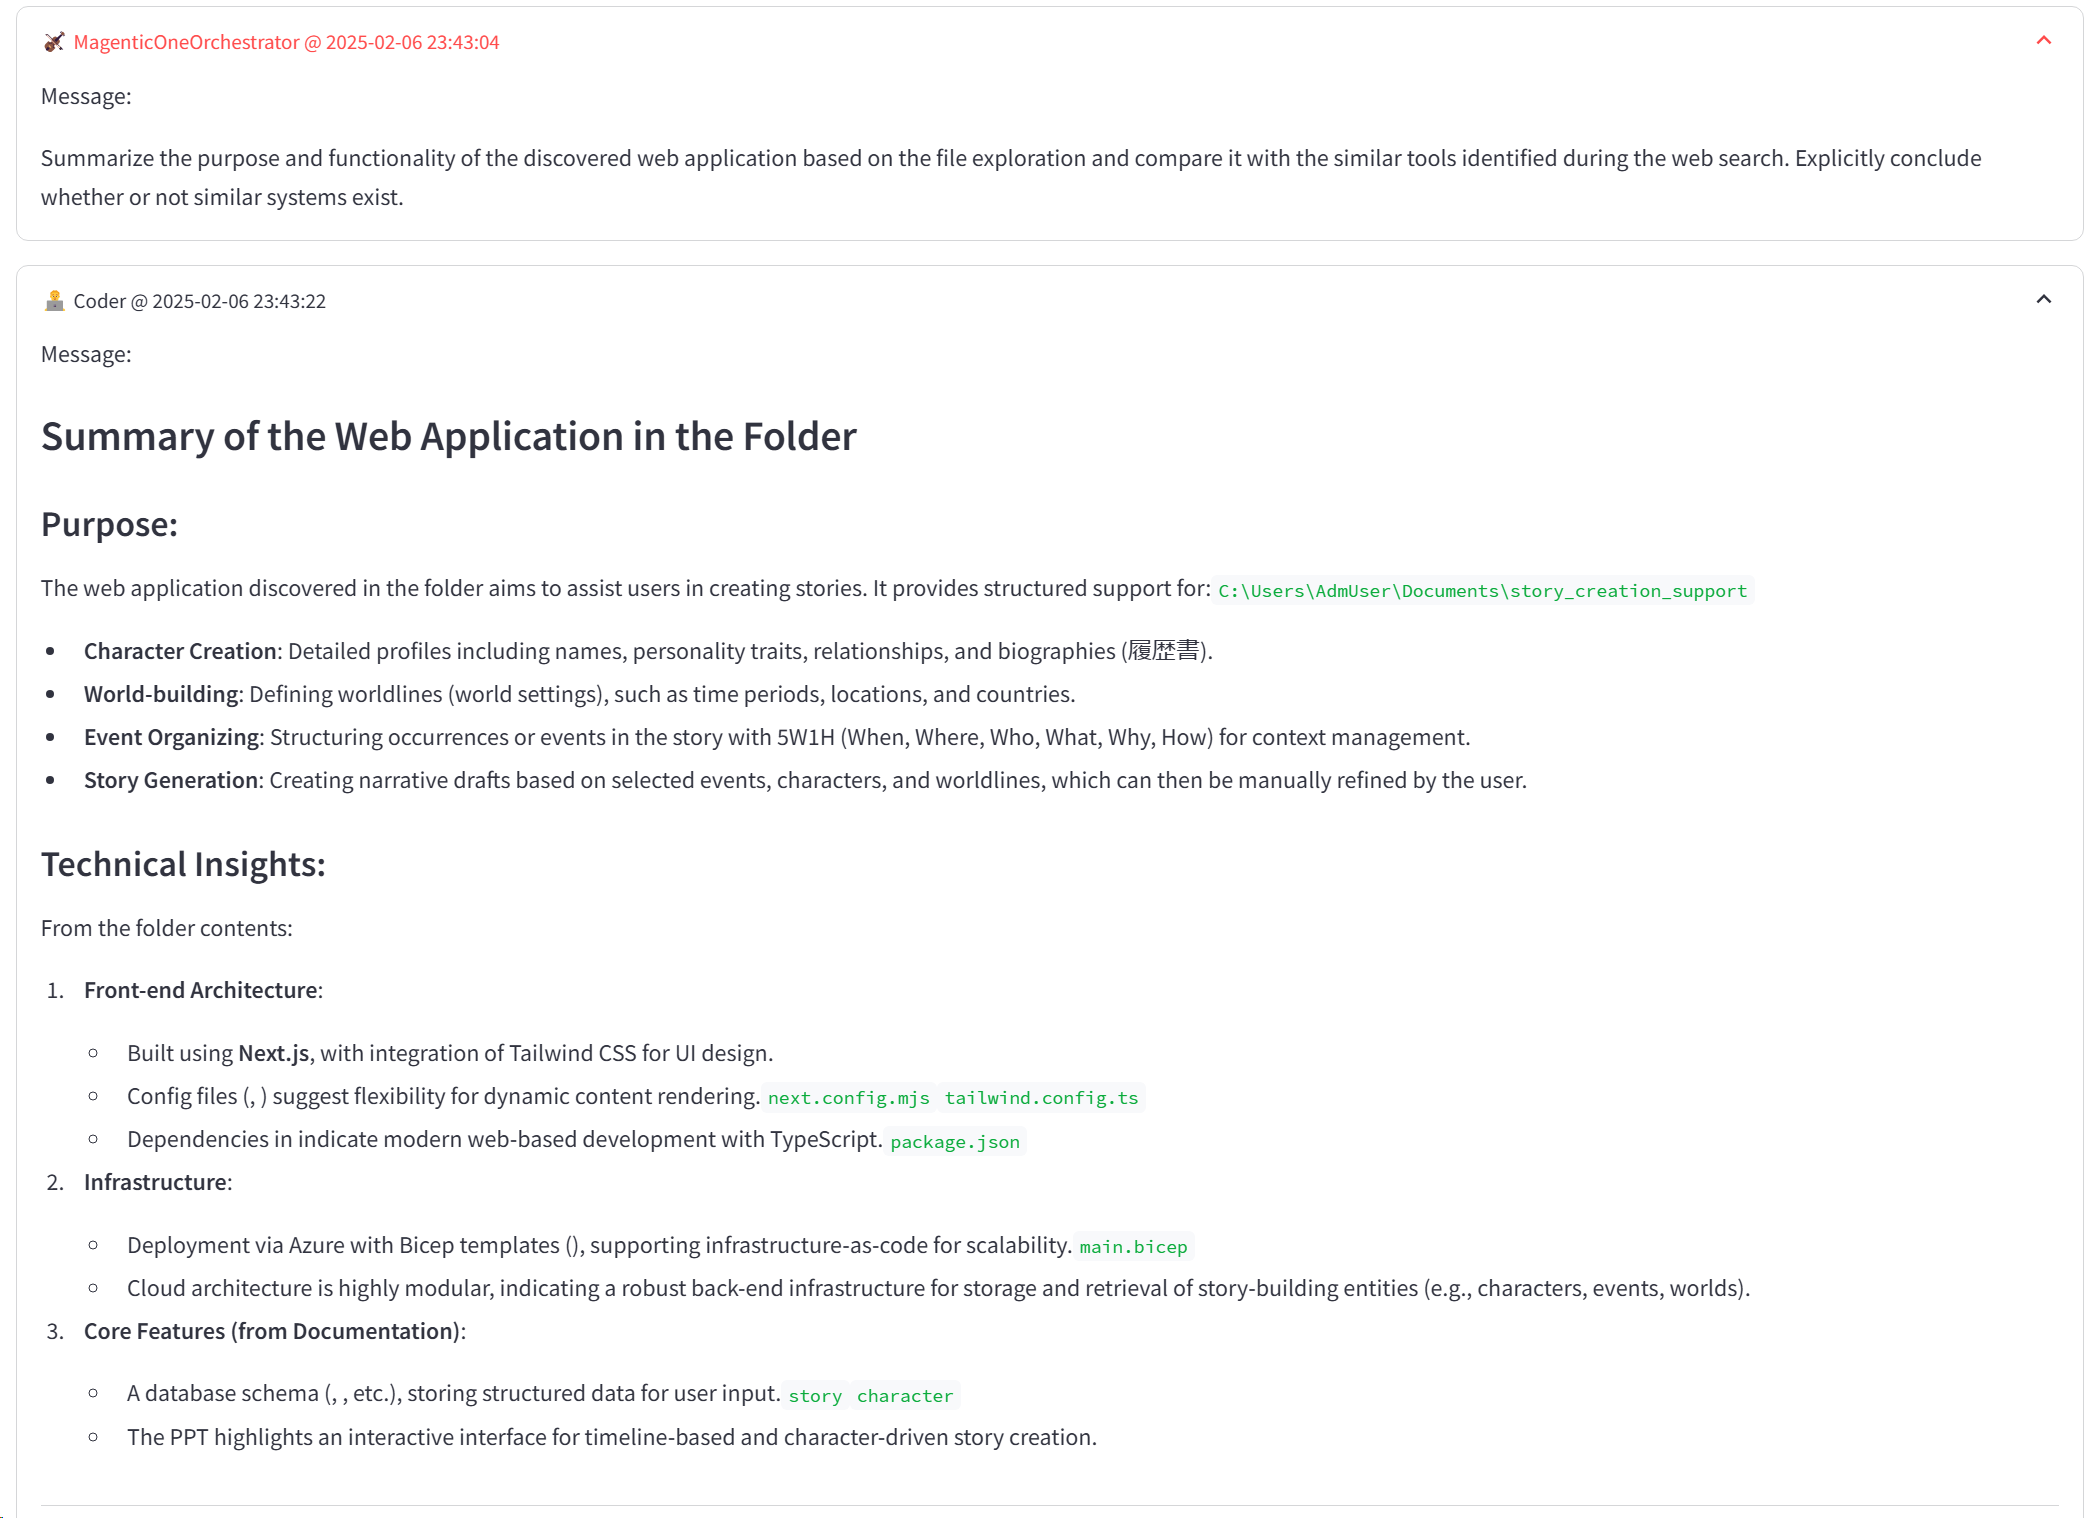 MagenticOneOrchestrator @ 2025-02-06 23:43:04
Message:
Summarize the purpose and functionality of the discovered web application based on the file exploration and compare it with the similar tools identified during the web search. Explicitly conclude
whether or not similar systems exist.
Coder @ 2025-02-06 23:43:22
Message:
Summary of the Web Application in the Folder
Purpose:
The web application discovered in the folder aims to assist users in creating stories. It provides structured support for: C:\Users\AdmUser\Documents\story_creation_support
• Character Creation: Detailed profiles including names, personality traits, relationships, and biographies (履歴書).
• World-building: Defining worldlines (world settings), such as time periods, locations, and countries.
• Event Organizing: Structuring occurrences or events in the story with 5W1H (When, Where, Who, What, Why, How) for context management.
• Story Generation: Creating narrative drafts based on selected events, characters, and worldlines, which can then be manually refined by the user.
Technical Insights:
From the folder contents:
1. Front-end Architecture:
○ Built using Next.js, with integration of Tailwind CSS for UI design.
○ Config files (, ) suggest flexibility for dynamic content rendering. next.config.mjs tailwind.config.ts
○ Dependencies in indicate modern web-based development with TypeScript. package.json
2. Infrastructure:
○ Deployment via Azure with Bicep templates (), supporting infrastructure-as-code for scalability. main.bicep
○ Cloud architecture is highly modular, indicating a robust back-end infrastructure for storage and retrieval of story-building entities (e.g., characters, events, worlds).
3. Core Features (from Documentation):
○ A database schema (, , etc.), storing structured data for user input. story character
○ The PPT highlights an interactive interface for timeline-based and character-driven story creation.